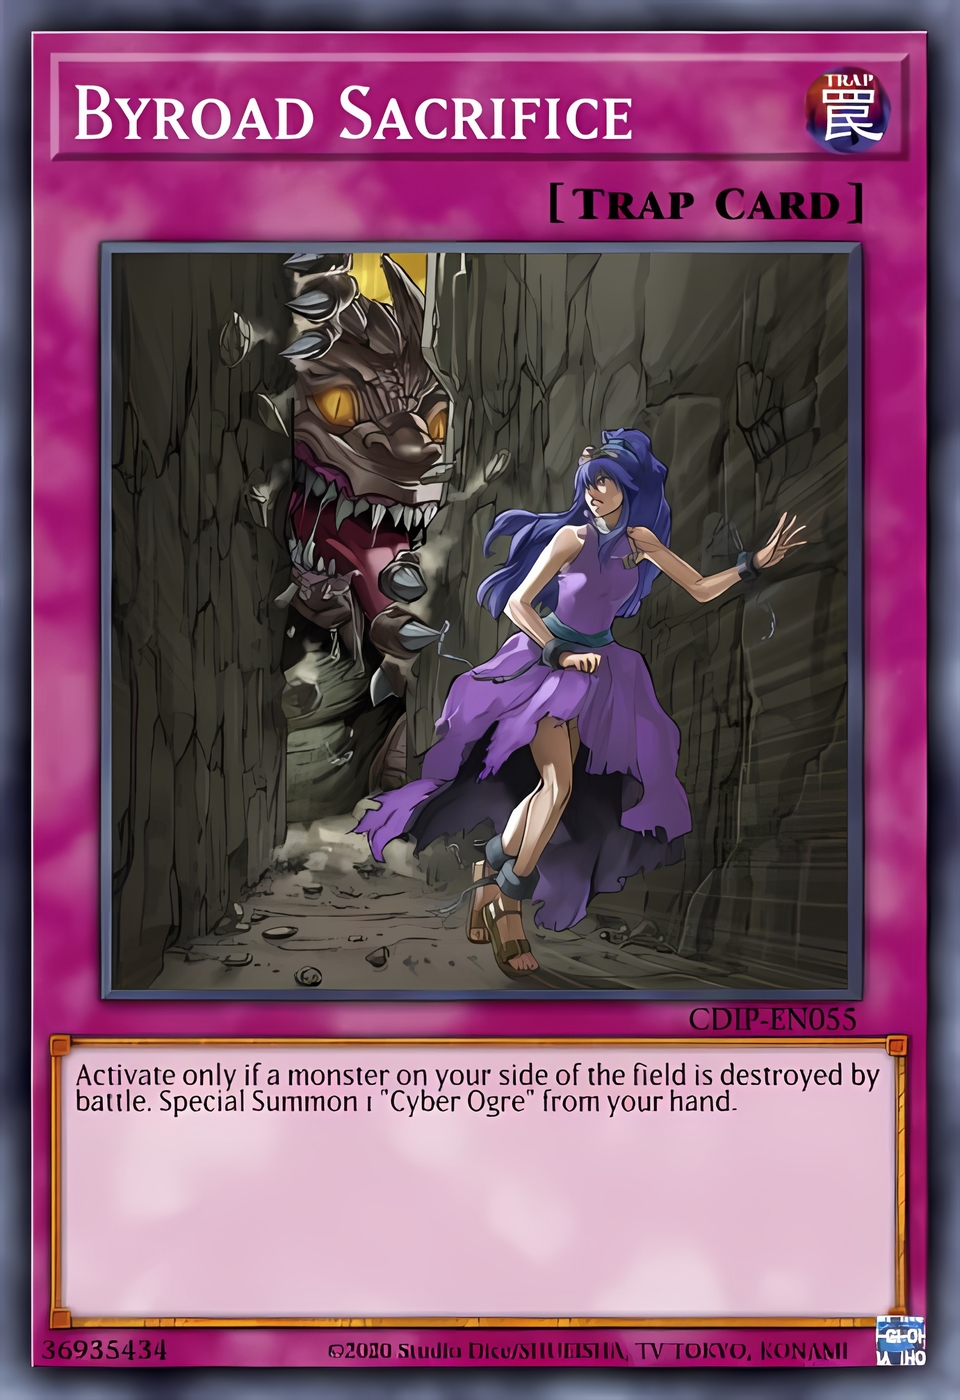 BYROAD SACRIFICE
TRAP
罠
[TRAP CARD]
CDIP-EN055
Activate only if a monster on your side of the field is destroyed by
battle. Special Summon 1 "Cyber Ogre" from your hand.
36935434
©2020 Studio Dice/SHUEISHA, TV TOKYO, KONAMI